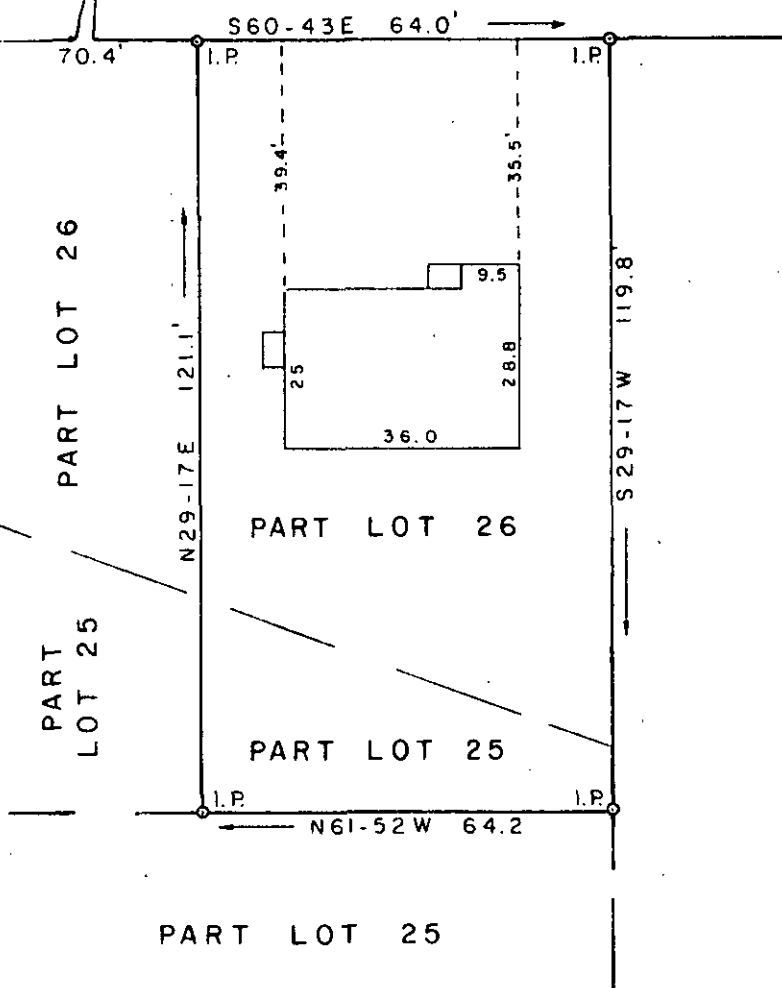 S60-43E 64.0'
70.4'
I.P.
I.P.
39.4'
35.5'
PART LOT 26
N29-17E 121.1'
S29-17W 119.8'
9.5
25
28.8
36.0
PART LOT 26
PART
LOT 25
PART LOT 25
I.P.
I.P.
N61-52W 64.2
PART LOT 25